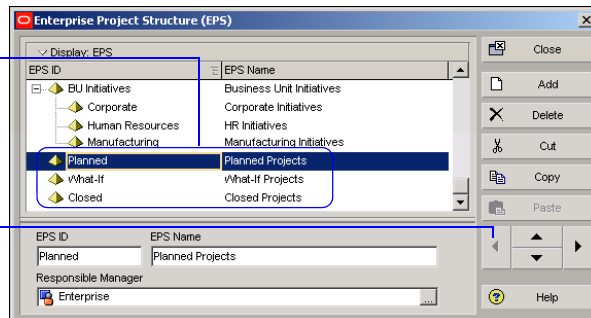 Enterprise Project Structure (EPS)
Display: EPS
EPS ID EPS Name
BU Initiatives Business Unit Initiatives
Corporate Corporate Initiatives
Human Resources HR Initiatives
Manufacturing Manufacturing Initiatives
Planned Planned Projects
What-If What-If Projects
Closed Closed Projects
EPS ID EPS Name
Planned Planned Projects
Responsible Manager
Enterprise ...
Close
Add
Delete
Cut
Copy
Paste
Help